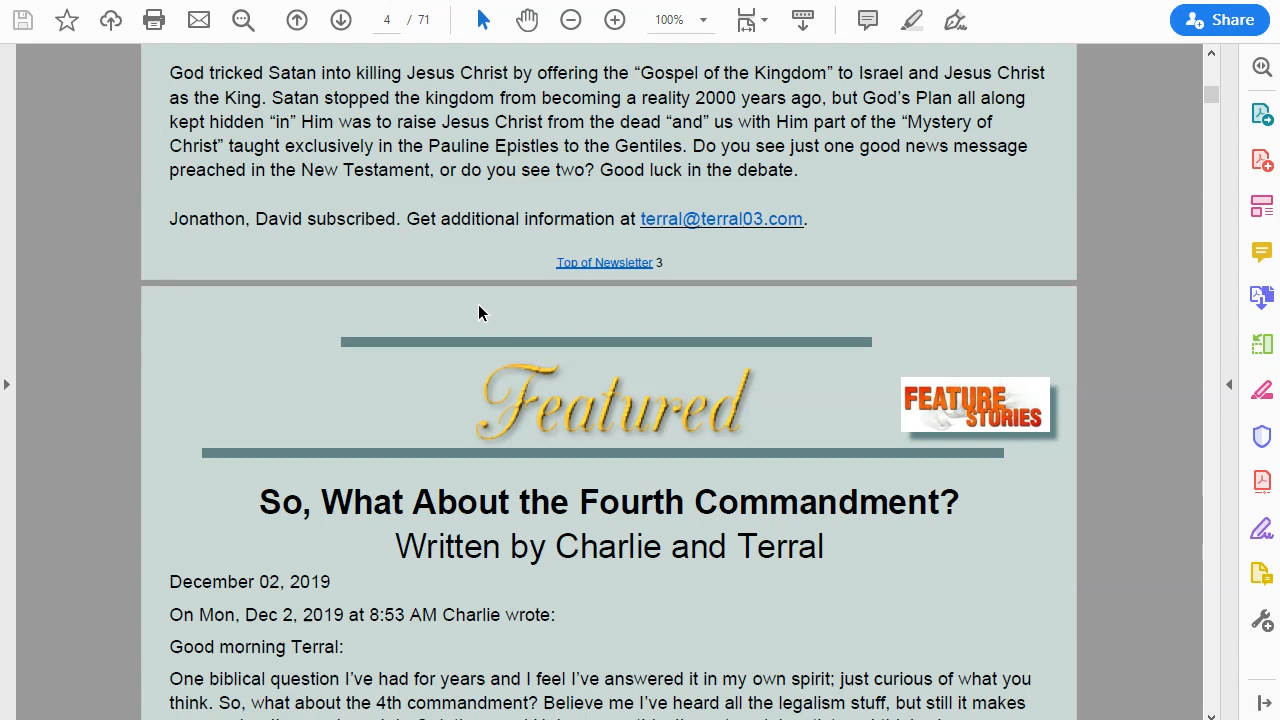 4 / 71
100%
Share
God tricked Satan into killing Jesus Christ by offering the “Gospel of the Kingdom” to Israel and Jesus Christ
as the King. Satan stopped the kingdom from becoming a reality 2000 years ago, but God’s Plan all along
kept hidden “in” Him was to raise Jesus Christ from the dead “and” us with Him part of the “Mystery of
Christ” taught exclusively in the Pauline Epistles to the Gentiles. Do you see just one good news message
preached in the New Testament, or do you see two? Good luck in the debate.
Jonathon, David subscribed. Get additional information at terral@terral03.com.
Top of Newsletter 3
Featured
FEATURE
STORIES
So, What About the Fourth Commandment?
Written by Charlie and Terral
December 02, 2019
On Mon, Dec 2, 2019 at 8:53 AM Charlie wrote:
Good morning Terral:
One biblical question I’ve had for years and I feel I’ve answered it in my own spirit; just curious of what you
think. So, what about the 4th commandment? Believe me I’ve heard all the legalism stuff, but still it makes